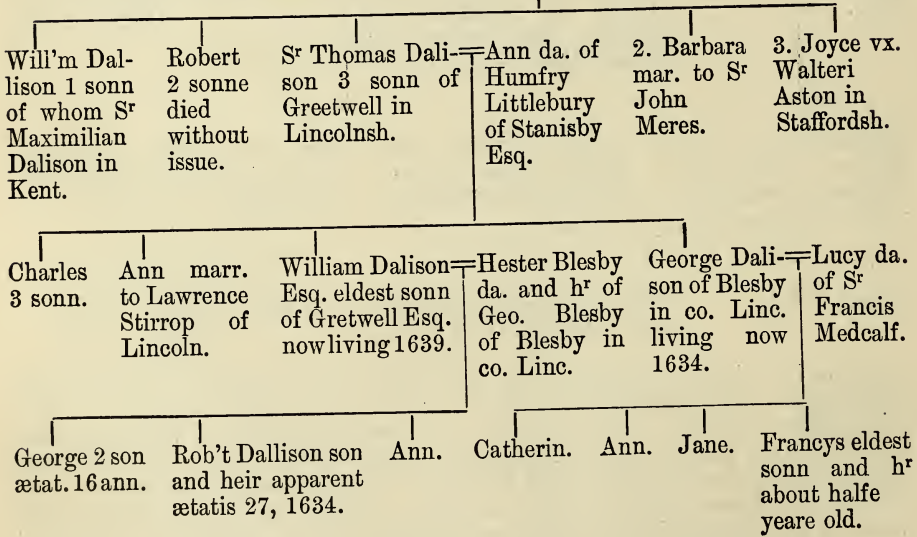 Will'm Dal-
lison 1 sonn
of whom Sʳ
Maximilian
Dalison in
Kent.
Robert
2 sonne
died
without
issue.
Sʳ Thomas Dali-
son 3 sonn of
Greetwell in
Lincolnsh.
Ann da. of
Humfry
Littlebury
of Stanisby
Esq.
2. Barbara
mar. to Sʳ
John
Meres.
3. Joyce vx.
Walteri
Aston in
Staffordsh.
Charles
3 sonn.
Ann marr.
to Lawrence
Stirrop of
Lincoln.
William Dalison
Esq. eldest sonn
of Gretwell Esq.
now living 1639.
Hester Blesby
da. and hʳ of
Geo. Blesby
of Blesby in
co. Linc.
George Dali-
son of Blesby
in co. Linc.
living now
1634.
Lucy da.
of Sʳ
Francis
Medcalf.
George 2 son
ætat. 16 ann.
Rob't Dallison son
and heir apparent
ætatis 27, 1634.
Ann.
Catherin.
Ann.
Jane.
Francys eldest
sonn and hʳ
about halfe
yeare old.